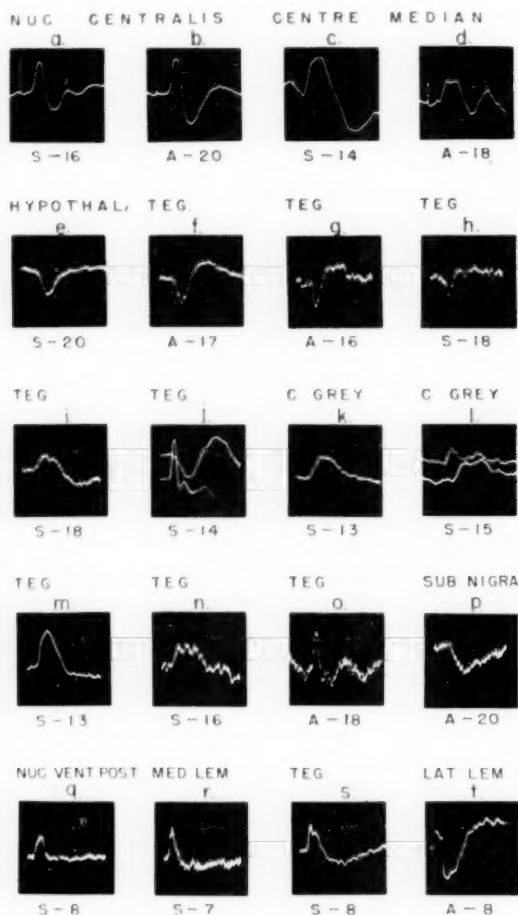 NUC CENTRALIS CENTRE MEDIAN
a. b. c. d.
S-16 A-20 S-14 A-18
HYPOTHAL, TEG. TEG TEG.
e. f. g. h.
S-20 A-17 A-16 S-18
TEG TEG C GREY C GREY
i j. k. l.
S-18 S-14 S-13 S-15
TEG TEG TEG SUB NIGRA
m. n. o. p.
S-13 S-16 A-18 A-20
NUC VENT POST MED LEM TEG LAT LEM
q r. s. t.
S-8 S-7 S-8 A-8